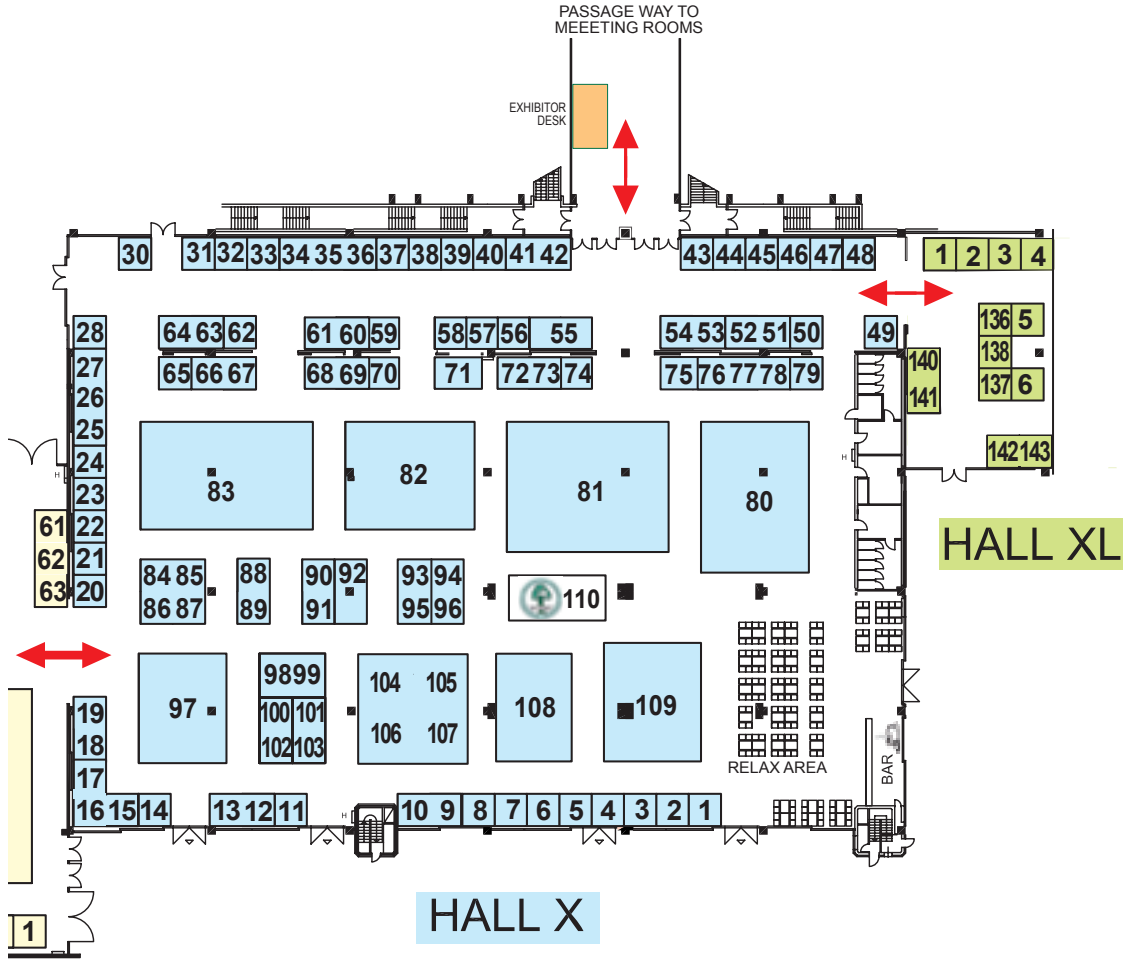 PASSAGE WAY TO
MEEETING ROOMS
EXHIBITOR
DESK
30 31 32 33 34 35 36 37 38 39 40 41 42 43 44 45 46 47 48 1 2 3 4
28 64 63 62 61 60 59 58 57 56 55 54 53 52 51 50 49 136 5
138
27 65 66 67 68 69 70 71 72 73 74 75 76 77 78 79 140 137 6
26 141
25
24 83 82 81 80 142 143
H H
23
61 22
HALL XL
62 21 84 85 88 90 92 93 94
63 20 86 87 89 91 95 96 110
97 98 99 104 105 108 109
19 100 101
18 102 103 106 107
17
RELAX AREA
BAR
16 15 14 13 12 11 H 10 9 8 7 6 5 4 3 2 1
1
HALL X